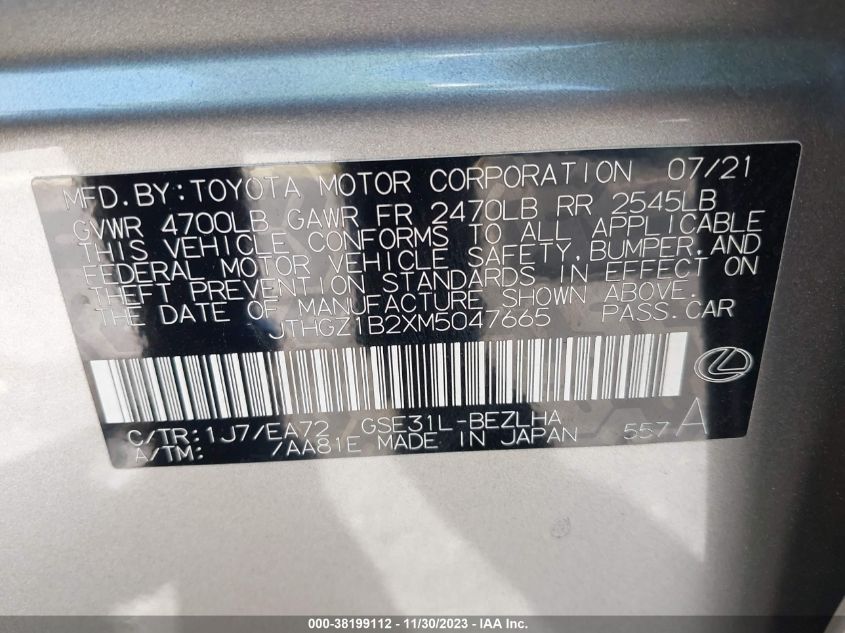 MFD.BY:TOYOTA MOTOR CORPORATION 07/21
GVWR 4700LB GAWR FR 2470LB RR 2545LB
THIS VEHICLE CONFORMS TO ALL APPLICABLE
FEDERAL MOTOR VEHICLE SAFETY,BUMPER,AND
THEFT PREVENTION STANDARDS IN EFFECT ON
THE DATE OF MANUFACTURE SHOWN ABOVE.
JTHGZ1B2XM5047665 PASS.CAR
C/TR:1J7/EA72 GSE31L-BEZLHA
A/TM: /AA81E MADE IN JAPAN 557A
000-38199112 - 11/30/2023 - IAA Inc.